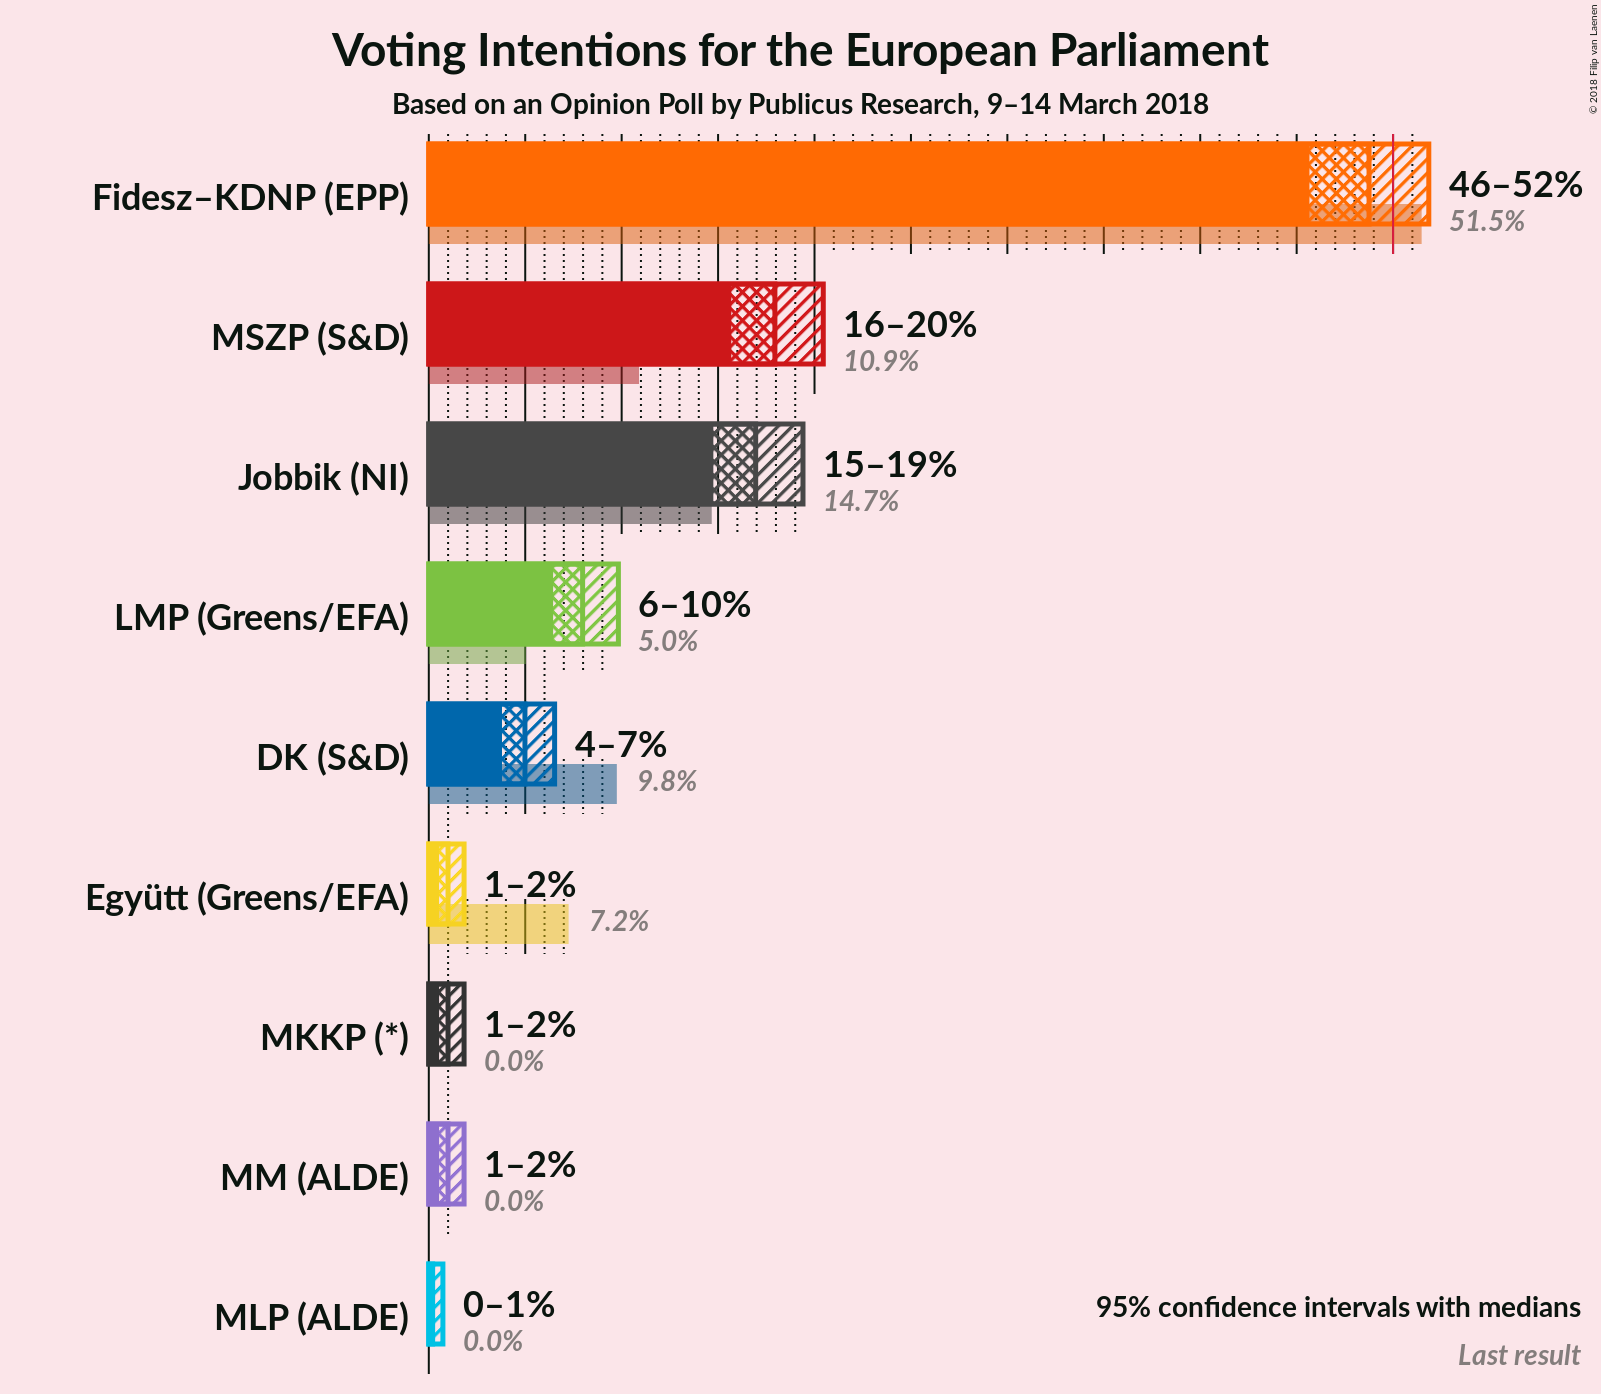 Voting Intentions for the European Parliament
Based on an Opinion Poll by Publicus Research, 9–14 March 2018
© 2018 Filip van Laenen
Fidesz–KDNP (EPP)
46–52%
51.5%
MSZP (S&D)
16–20%
10.9%
Jobbik (NI)
15–19%
14.7%
LMP (Greens/EFA)
6–10%
5.0%
DK (S&D)
4–7%
9.8%
Együtt (Greens/EFA)
1–2%
7.2%
MKKP (*)
1–2%
0.0%
MM (ALDE)
1–2%
0.0%
MLP (ALDE)
0–1%
0.0%
95% confidence intervals with medians
Last result